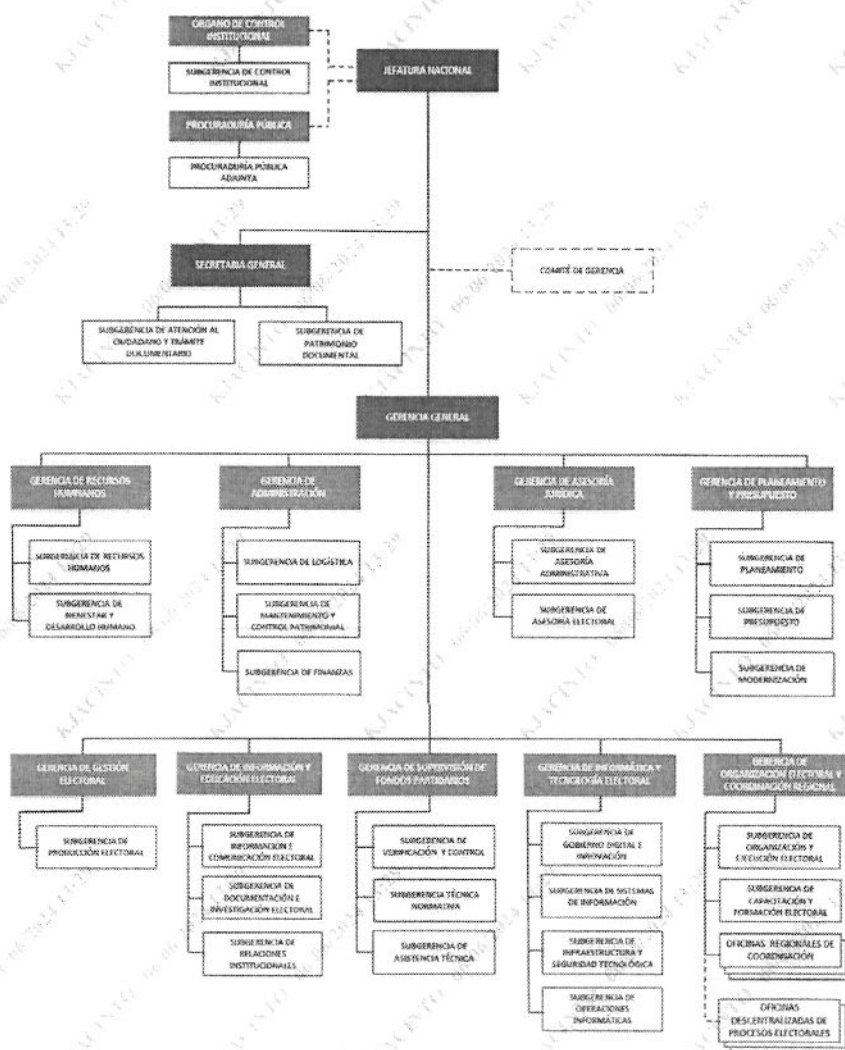 ÓRGANO DE CONTROL
INSTITUCIONAL
SUBGERENCIA DE CONTROL
INSTITUCIONAL
JEFATURA NACIONAL
PROCURADURÍA PÚBLICA
PROCURADURÍA PÚBLICA
ADJUNTA
SECRETARIA GENERAL
COMITÉ DE GERENCIA
SUBGERENCIA DE ATENCIÓN AL
CIUDADANO Y TRÁMITE
DOCUMENTARIO
SUBGERENCIA DE
PATRIMONIO
DOCUMENTAL
GERENCIA GENERAL
GERENCIA DE RECURSOS
HUMANOS
SUBGERENCIA DE RECURSOS
HUMANOS
SUBGERENCIA DE
BIENESTAR Y
DESARROLLO HUMANO
GERENCIA DE
ADMINISTRACIÓN
SUBGERENCIA DE LOGÍSTICA
SUBGERENCIA DE
MANTENIMIENTO Y
CONTROL PATRIMONIAL
SUBGERENCIA DE FINANZAS
GERENCIA DE ASESORÍA
JURÍDICA
SUBGERENCIA DE
ASESORÍA
ADMINISTRATIVA
SUBGERENCIA DE
ASESORÍA ELECTORAL
GERENCIA DE PLANEAMIENTO
Y PRESUPUESTO
SUBGERENCIA DE
PLANEAMIENTO
SUBGERENCIA DE
PRESUPUESTO
SUBGERENCIA DE
MODERNIZACIÓN
GERENCIA DE GESTIÓN
ELECTORAL
SUBGERENCIA DE
PRODUCCIÓN ELECTORAL
GERENCIA DE INFORMACIÓN Y
EDUCACIÓN ELECTORAL
SUBGERENCIA DE
INFORMACIÓN E
COMUNICACIÓN ELECTORAL
SUBGERENCIA DE
DOCUMENTACIÓN E
INVESTIGACIÓN ELECTORAL
SUBGERENCIA DE
RELACIONES
INSTITUCIONALES
GERENCIA DE SUPERVISIÓN DE
FONDOS PARTIDARIOS
SUBGERENCIA DE
VERIFICACIÓN Y CONTROL
SUBGERENCIA TÉCNICA
NORMATIVA
SUBGERENCIA DE
ASISTENCIA TÉCNICA
GERENCIA DE INFORMÁTICA Y
TECNOLOGÍA ELECTORAL
SUBGERENCIA DE
GOBIERNO DIGITAL E
INNOVACIÓN
SUBGERENCIA DE SISTEMAS
DE INFORMACIÓN
SUBGERENCIA DE
INFRAESTRUCTURA Y
SEGURIDAD TECNOLÓGICA
SUBGERENCIA DE
OPERACIONES
INFORMÁTICAS
GERENCIA DE
ORGANIZACIÓN ELECTORAL Y
COORDINACIÓN REGIONAL
SUBGERENCIA DE
ORGANIZACIÓN Y
EJECUCIÓN ELECTORAL
SUBGERENCIA DE
CAPACITACIÓN Y
FORMACIÓN ELECTORAL
OFICINAS REGIONALES DE
COORDINACIÓN
OFICINAS
DESCENTRALIZADAS DE
PROCESOS ELECTORALES
KJACINTO 06/06/2024 13:29